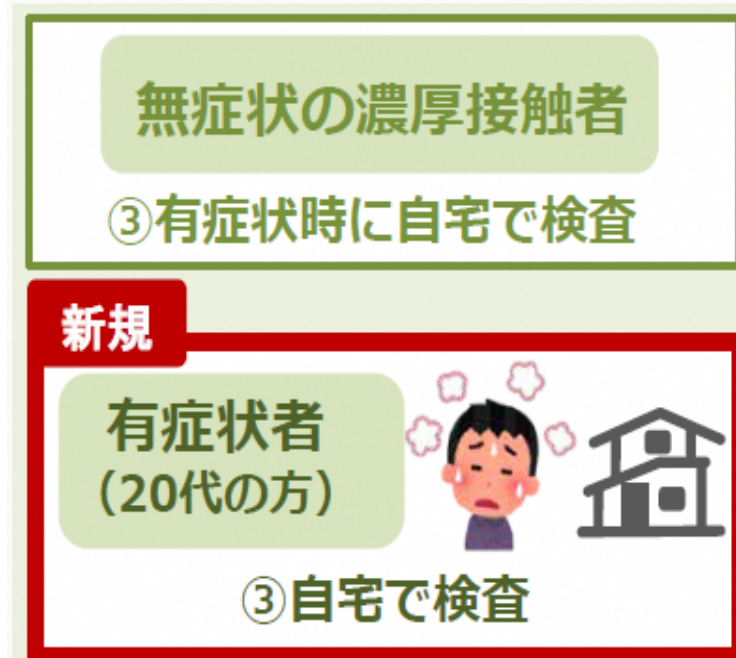 無症状の濃厚接触者
③有症状時に自宅で検査
新規
有症状者
（20代の方）
③自宅で検査